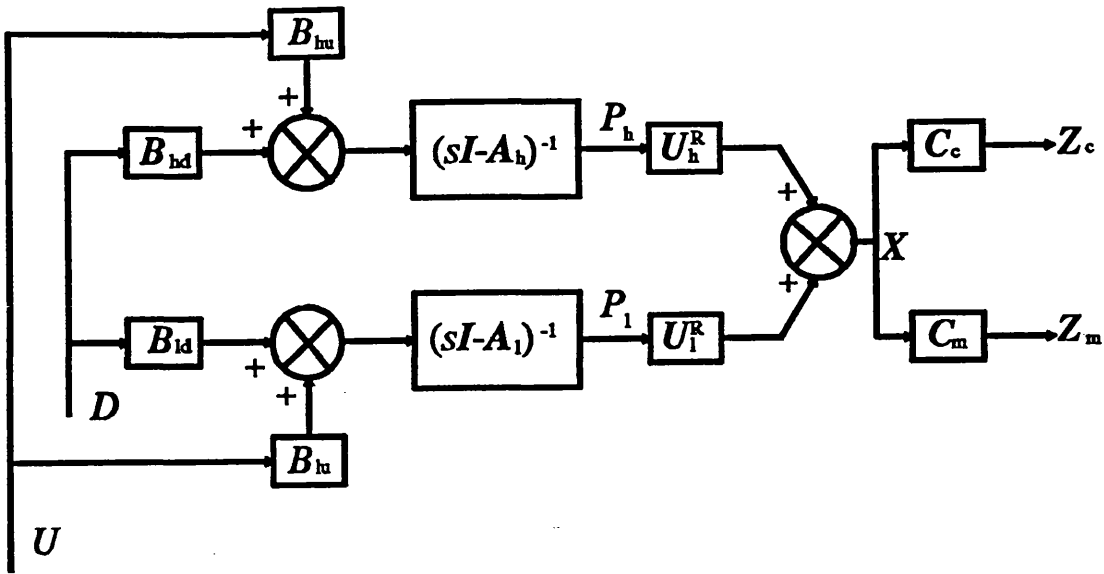 B_hu
+
+
B_hd
(sI-A_h)^-1
P_h
U_h^R
+
C_c
Z_c
X
+
B_ld
+
+
(sI-A_l)^-1
P_l
U_l^R
C_m
Z_m
D
B_lu
U